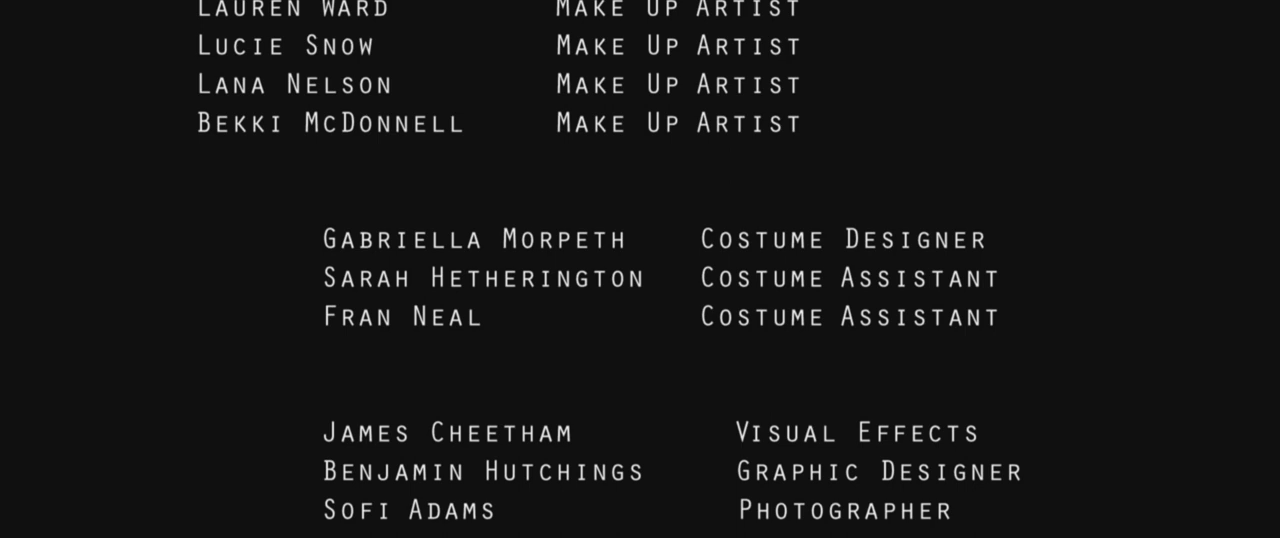 Lauren Ward Make Up Artist
Lucie Snow Make Up Artist
Lana Nelson Make Up Artist
Bekki McDonnell Make Up Artist
Gabriella Morpeth Costume Designer
Sarah Hetherington Costume Assistant
Fran Neal Costume Assistant
James Cheetham Visual Effects
Benjamin Hutchings Graphic Designer
Sofi Adams Photographer